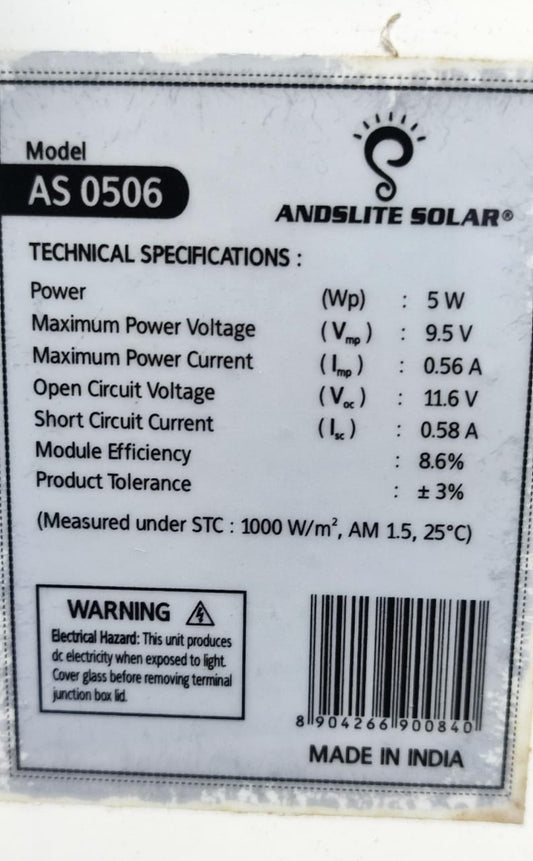 Model
AS 0506
ANDSLITE SOLAR®
TECHNICAL SPECIFICATIONS :
Power (Wp) : 5 W
Maximum Power Voltage (Vmp) : 9.5 V
Maximum Power Current (Imp) : 0.56 A
Open Circuit Voltage (Voc) : 11.6 V
Short Circuit Current (Isc) : 0.58 A
Module Efficiency : 8.6%
Product Tolerance : ± 3%
(Measured under STC : 1000 W/m², AM 1.5, 25°C)
WARNING
Electrical Hazard: This unit produces
dc electricity when exposed to light.
Cover glass before removing terminal
junction box lid.
8 904266 900840
MADE IN INDIA